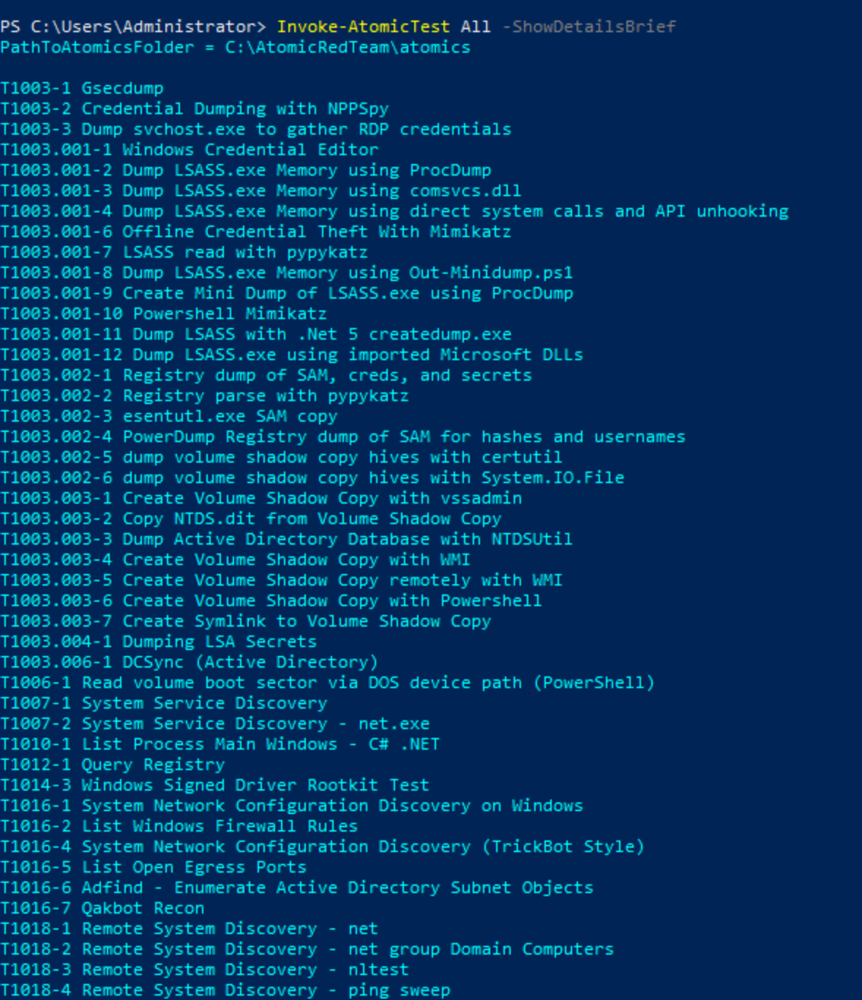 PS C:\Users\Administrator> Invoke-AtomicTest All -ShowDetailsBrief
PathToAtomicsFolder = C:\AtomicRedTeam\atomics
T1003-1 Gsecdump
T1003-2 Credential Dumping with NPPSpy
T1003-3 Dump svchost.exe to gather RDP credentials
T1003.001-1 Windows Credential Editor
T1003.001-2 Dump LSASS.exe Memory using ProcDump
T1003.001-3 Dump LSASS.exe Memory using comsvcs.dll
T1003.001-4 Dump LSASS.exe Memory using direct system calls and API unhooking
T1003.001-6 Offline Credential Theft With Mimikatz
T1003.001-7 LSASS read with pypykatz
T1003.001-8 Dump LSASS.exe Memory using Out-Minidump.ps1
T1003.001-9 Create Mini Dump of LSASS.exe using ProcDump
T1003.001-10 Powershell Mimikatz
T1003.001-11 Dump LSASS with .Net 5 createdump.exe
T1003.001-12 Dump LSASS.exe using imported Microsoft DLLs
T1003.002-1 Registry dump of SAM, creds, and secrets
T1003.002-2 Registry parse with pypykatz
T1003.002-3 esentutl.exe SAM copy
T1003.002-4 PowerDump Registry dump of SAM for hashes and usernames
T1003.002-5 dump volume shadow copy hives with certutil
T1003.002-6 dump volume shadow copy hives with System.IO.File
T1003.003-1 Create Volume Shadow Copy with vssadmin
T1003.003-2 Copy NTDS.dit from Volume Shadow Copy
T1003.003-3 Dump Active Directory Database with NTDSUtil
T1003.003-4 Create Volume Shadow Copy with WMI
T1003.003-5 Create Volume Shadow Copy remotely with WMI
T1003.003-6 Create Volume Shadow Copy with Powershell
T1003.003-7 Create Symlink to Volume Shadow Copy
T1003.004-1 Dumping LSA Secrets
T1003.006-1 DCSync (Active Directory)
T1006-1 Read volume boot sector via DOS device path (PowerShell)
T1007-1 System Service Discovery
T1007-2 System Service Discovery - net.exe
T1010-1 List Process Main Windows - C# .NET
T1012-1 Query Registry
T1014-3 Windows Signed Driver Rootkit Test
T1016-1 System Network Configuration Discovery on Windows
T1016-2 List Windows Firewall Rules
T1016-4 System Network Configuration Discovery (TrickBot Style)
T1016-5 List Open Egress Ports
T1016-6 Adfind - Enumerate Active Directory Subnet Objects
T1016-7 Qakbot Recon
T1018-1 Remote System Discovery - net
T1018-2 Remote System Discovery - net group Domain Computers
T1018-3 Remote System Discovery - nltest
T1018-4 Remote System Discovery - ping sweep